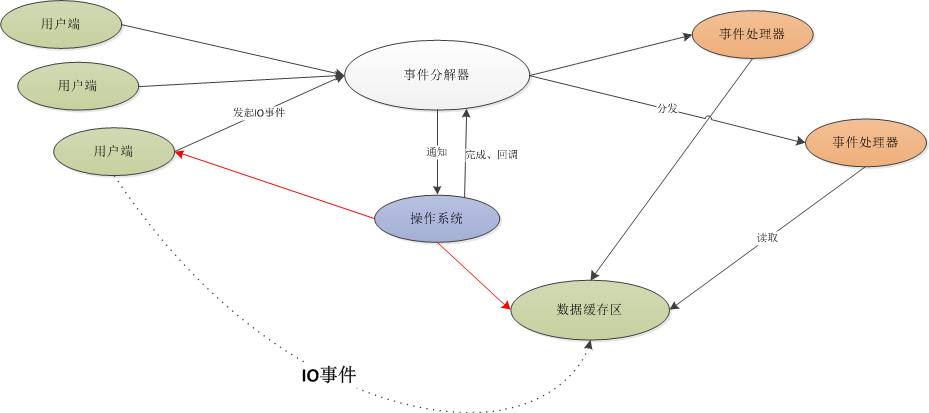 用户端
事件处理器
用户端
事件分解器
发起IO事件
分发
用户端
通知
完成、回调
事件处理器
操作系统
读取
数据缓存区
IO事件